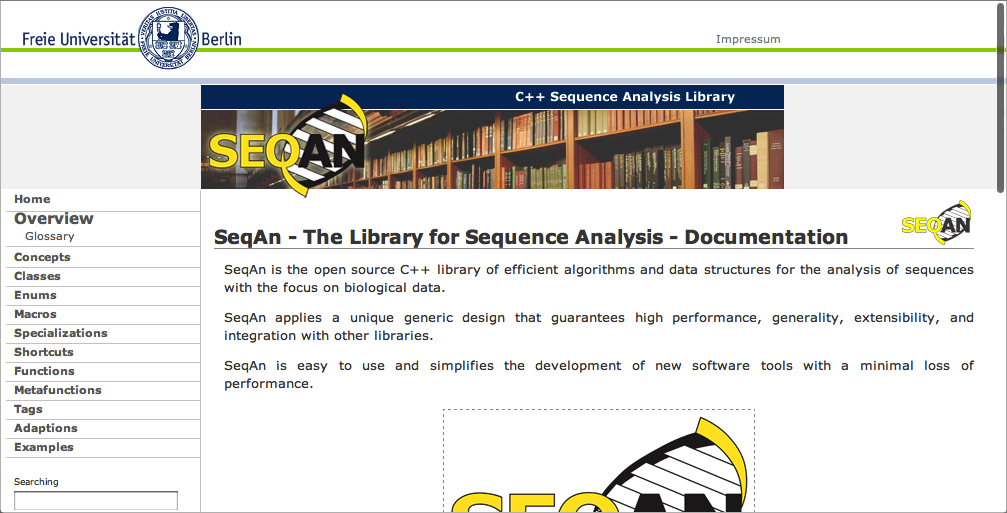 Freie Universität Berlin
Impressum
C++ Sequence Analysis Library
SEQAN
Home
Overview
Glossary
Concepts
Classes
Enums
Macros
Specializations
Shortcuts
Functions
Metafunctions
Tags
Adaptions
Examples
Searching
SEQAN
SeqAn - The Library for Sequence Analysis - Documentation
SeqAn is the open source C++ library of efficient algorithms and data structures for the analysis of sequences
with the focus on biological data.
SeqAn applies a unique generic design that guarantees high performance, generality, extensibility, and
integration with other libraries.
SeqAn is easy to use and simplifies the development of new software tools with a minimal loss of
performance.
SEQAN